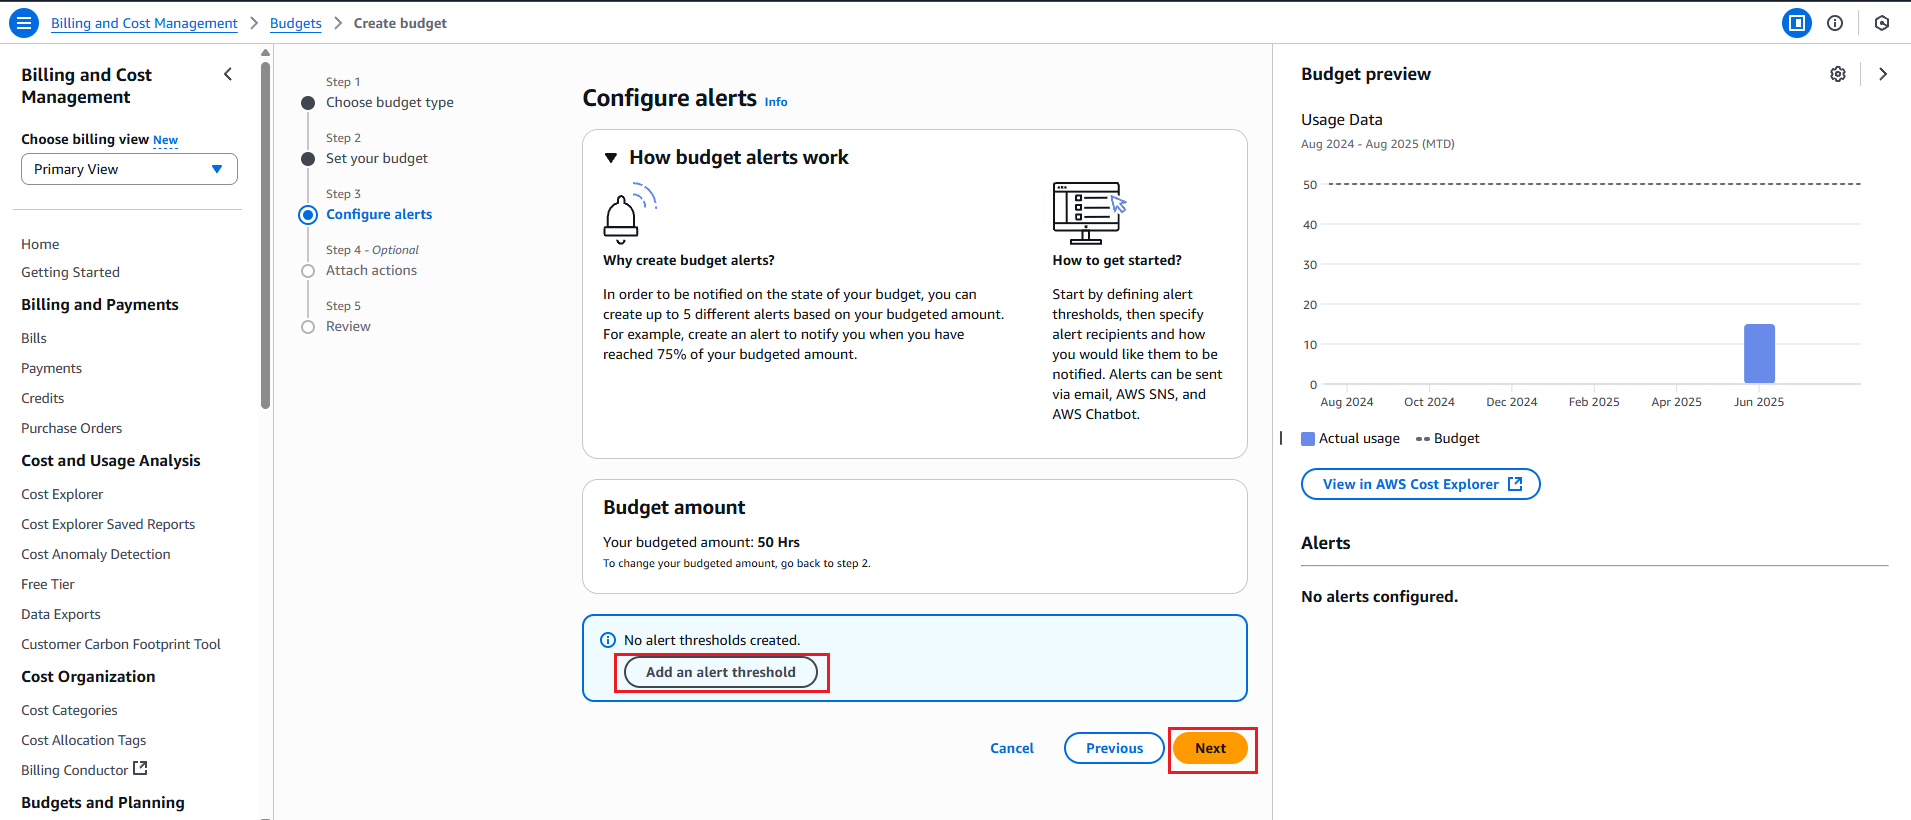 Billing and Cost Management > Budgets > Create budget
Billing and Cost
Management
Choose billing view New
Primary View
Home
Getting Started
Billing and Payments
Bills
Payments
Credits
Purchase Orders
Cost and Usage Analysis
Cost Explorer
Cost Explorer Saved Reports
Cost Anomaly Detection
Free Tier
Data Exports
Customer Carbon Footprint Tool
Cost Organization
Cost Categories
Cost Allocation Tags
Billing Conductor
Budgets and Planning
Step 1
Choose budget type
Step 2
Set your budget
Step 3
Configure alerts
Step 4 - Optional
Attach actions
Step 5
Review
Configure alerts Info
How budget alerts work
Why create budget alerts?
In order to be notified on the state of your budget, you can
create up to 5 different alerts based on your budgeted amount.
For example, create an alert to notify you when you have
reached 75% of your budgeted amount.
How to get started?
Start by defining alert
thresholds, then specify
alert recipients and how
you would like them to be
notified. Alerts can be sent
via email, AWS SNS, and
AWS Chatbot.
Budget amount
Your budgeted amount: 50 Hrs
To change your budgeted amount, go back to step 2.
No alert thresholds created.
Add an alert threshold
Cancel
Previous
Next
Budget preview
Usage Data
Aug 2024 - Aug 2025 (MTD)
50
40
30
20
10
0
Aug 2024 Oct 2024 Dec 2024 Feb 2025 Apr 2025 Jun 2025
Actual usage Budget
View in AWS Cost Explorer
Alerts
No alerts configured.